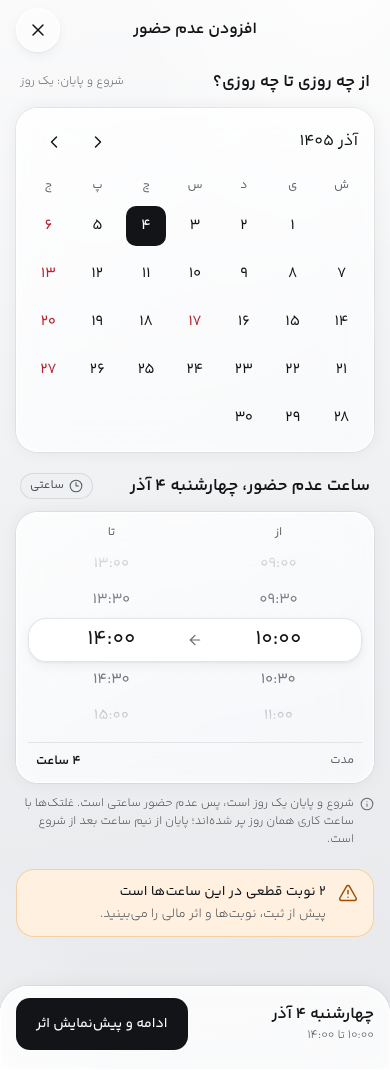 افزودن عدم حضور
از چه روزی تا چه روزی؟
شروع و پایان: یک روز
آذر ۱۴۰۵
ش ی د س چ پ ج
۱ ۲ ۳ ۴ ۵ ۶
۷ ۸ ۹ ۱۰ ۱۱ ۱۲ ۱۳
۱۴ ۱۵ ۱۶ ۱۷ ۱۸ ۱۹ ۲۰
۲۱ ۲۲ ۲۳ ۲۴ ۲۵ ۲۶ ۲۷
۲۸ ۲۹ ۳۰
ساعت عدم حضور، چهارشنبه ۴ آذر
ساعتی
از تا
۰۹:۰۰ ۱۳:۰۰
۰۹:۳۰ ۱۳:۳۰
۱۰:۰۰ ← ۱۴:۰۰
۱۰:۳۰ ۱۴:۳۰
۱۱:۰۰ ۱۵:۰۰
مدت ۴ ساعت
شروع و پایان یک روز است، پس عدم حضور ساعتی است. غلتک‌ها با
ساعت کاری همان روز پر شده‌اند؛ پایان از نیم ساعت بعد از شروع
است.
۲ نوبت قطعی در این ساعت‌ها است
پیش از ثبت، نوبت‌ها و اثر مالی را می‌بینید.
چهارشنبه ۴ آذر
۱۰:۰۰ تا ۱۴:۰۰
ادامه و پیش‌نمایش اثر